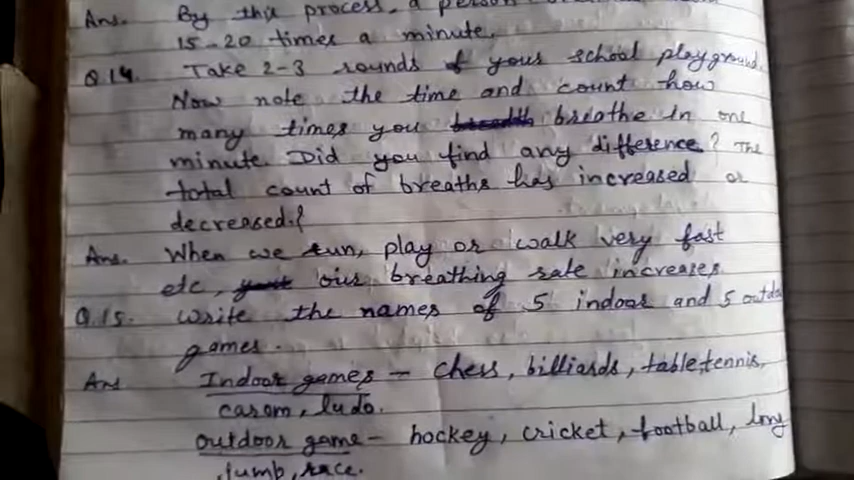 Ans. By this process, a person
15-20 times a minute.
Q.14. Take 2-3 rounds of your school playground.
Now note the time and count how
many times you breathe in one
minute. Did you find any difference? The
total count of breaths has increased or
decreased.?
Ans. When we run, play or walk very fast
etc, our breathing rate increases
Q.15. Write the names of 5 indoor and 5 outdo
games.
Ans Indoor games - chess, billiards, table, tennis,
carom, ludo.
outdoor game - hockey, cricket, football, long
jump, race.